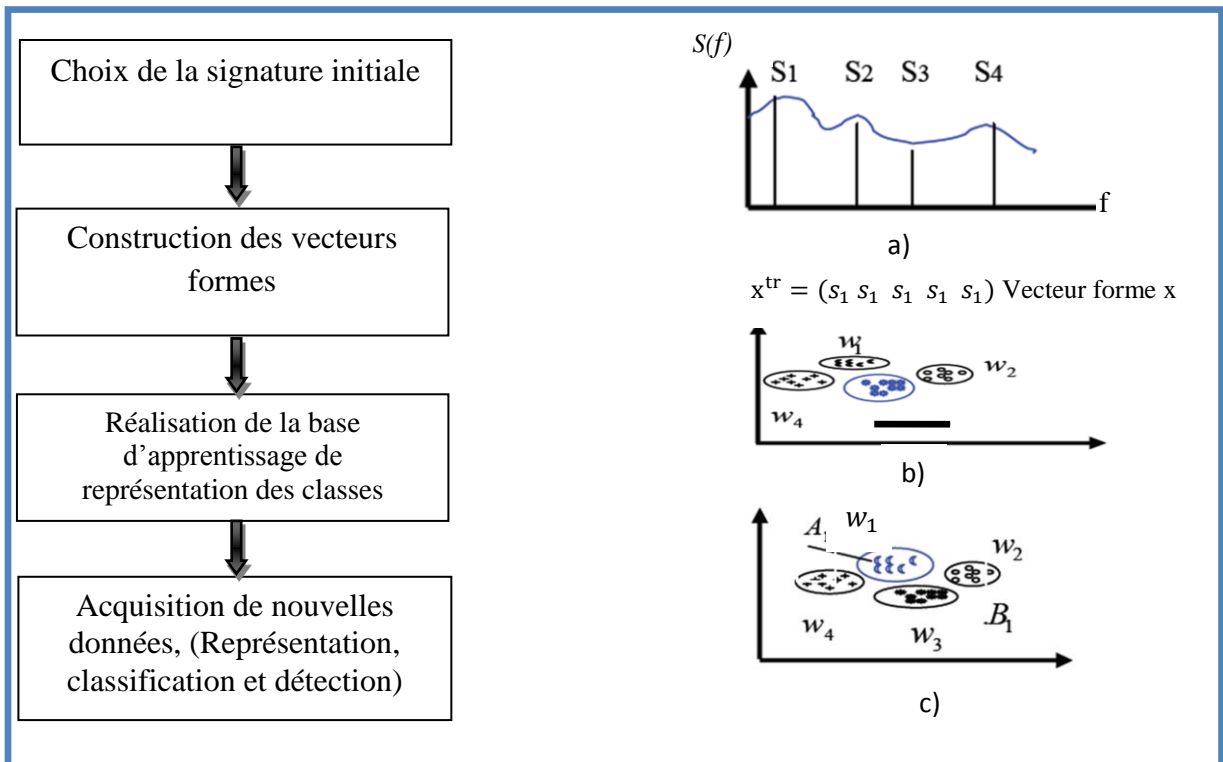 Choix de la signature initiale
Construction des vecteurs
formes
Réalisation de la base
d'apprentissage de
représentation des classes
Acquisition de nouvelles
données, (Représentation,
classification et détection)
S(f)
S1 S2 S3 S4
f
a)
xᵗʳ = (s₁ s₁ s₁ s₁ s₁) Vecteur forme x
w₁
w₂
w₄
b)
A₁ w₁
w₂
w₄ w₃ .B₁
c)